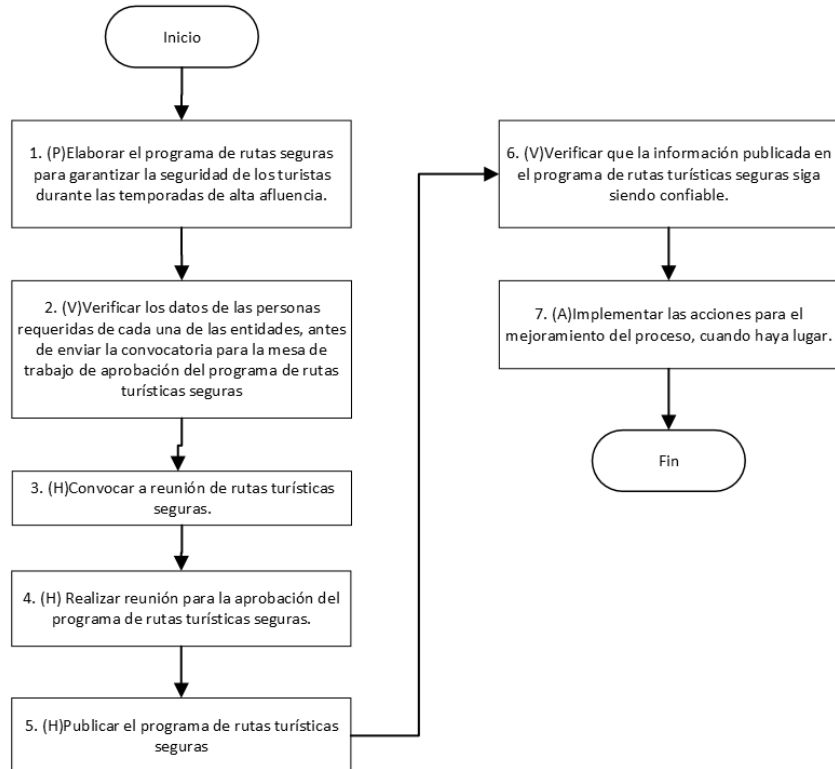 Inicio
1. (P)Elaborar el programa de rutas seguras
para garantizar la seguridad de los turistas
durante las temporadas de alta afluencia.
2. (V)Verificar los datos de las personas
requeridas de cada una de las entidades, antes
de enviar la convocatoria para la mesa de
trabajo de aprobación del programa de rutas
turísticas seguras
3. (H)Convocar a reunión de rutas turísticas
seguras.
4. (H) Realizar reunión para la aprobación del
programa de rutas turísticas seguras.
5. (H)Publicar el programa de rutas turísticas
seguras
6. (V)Verificar que la información publicada en
el programa de rutas turísticas seguras siga
siendo confiable.
7. (A)Implementar las acciones para el
mejoramiento del proceso, cuando haya lugar.
Fin